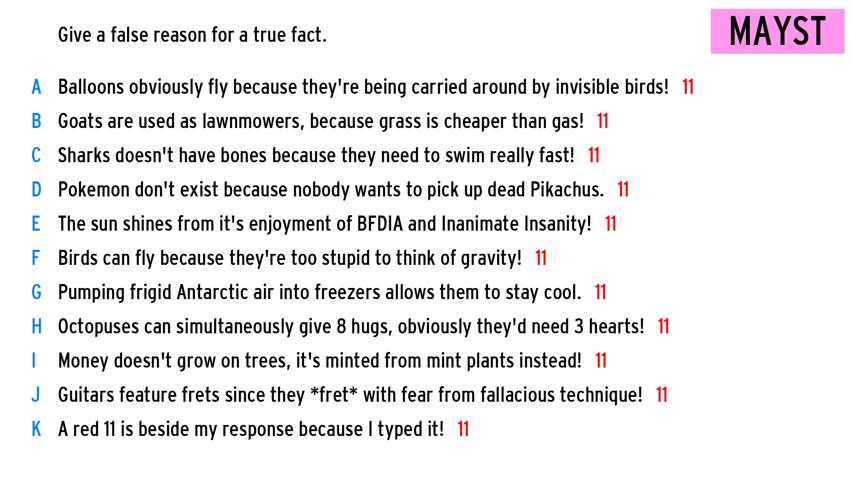 Give a false reason for a true fact.
MAYST
A Balloons obviously fly because they're being carried around by invisible birds! 11
B Goats are used as lawnmowers, because grass is cheaper than gas! 11
C Sharks doesn't have bones because they need to swim really fast! 11
D Pokemon don't exist because nobody wants to pick up dead Pikachus. 11
E The sun shines from it's enjoyment of BFDIA and Inanimate Insanity! 11
F Birds can fly because they're too stupid to think of gravity! 11
G Pumping frigid Antarctic air into freezers allows them to stay cool. 11
H Octopuses can simultaneously give 8 hugs, obviously they'd need 3 hearts! 11
I Money doesn't grow on trees, it's minted from mint plants instead! 11
J Guitars feature frets since they *fret* with fear from fallacious technique! 11
K A red 11 is beside my response because I typed it! 11